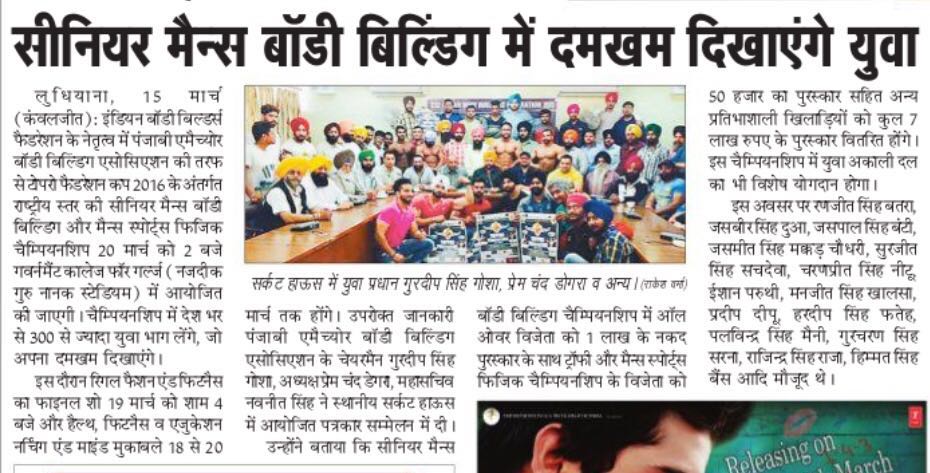 सीनियर मैन्स बॉडी बिल्डिंग में दमखम दिखाएंगे युवा
लुधियाना, 15 मार्च
(कंवलजीत): इंडियन बॉडी बिल्डर्स
फैडरेशन के नेतृत्व में पंजाबी एमैच्योर
बॉडी बिल्डिंग एसोसिएशन की तरफ
से टोपरो फैडरेशन कप 2016 के अंतर्गत
राष्ट्रीय स्तर की सीनियर मैन्स बॉडी
बिल्डिंग और मैन्स स्पोर्ट्स फिजिक
चैम्पियनशिप 20 मार्च को 2 बजे
गवर्नमैंट कालेज फॉर गर्ल्ज ( नजदीक
गुरु नानक स्टेडियम) में आयोजित
की जाएगी। चैम्पियनशिप में देश भर
से 300 से ज्यादा युवा भाग लेंगे, जो
अपना दमखम दिखाएंगे।
इस दौरान रिगल फैशन एंड फिटनैस
का फाइनल शो 19 मार्च को शाम 4
बजे और हैल्थ, फिटनैस व एजुकेशन
नर्चिंग एंड माइंड मुकाबले 18 से 20
सर्कट हाऊस में युवा प्रधान गुरदीप सिंह गोशा, प्रेम चंद डोगरा व अन्य। (राकेश वर्मा)
मार्च तक होंगे। उपरोक्त जानकारी
पंजाबी एमैच्योर बॉडी बिल्डिंग
एसोसिएशन के चेयरमैन गुरदीप सिंह
गोशा, अध्यक्ष प्रेम चंद डेगरा, महासचिव
नवनीत सिंह ने स्थानीय सर्कट हाऊस
में आयोजित पत्रकार सम्मेलन में दी।
उन्होंने बताया कि सीनियर मैन्स
बॉडी बिल्डिंग चैम्पियनशिप में ऑल
ओवर विजेता को 1 लाख के नकद
पुरस्कार के साथ ट्रॉफी और मैन्स स्पोर्ट्स
फिजिक चैम्पियनशिप के विजेता को
50 हजार का पुरस्कार सहित अन्य
प्रतिभाशाली खिलाड़ियों को कुल 7
लाख रुपए के पुरस्कार वितरित होंगे।
इस चैम्पियनशिप में युवा अकाली दल
का भी विशेष योगदान होगा।
इस अवसर पर रणजीत सिंह बतरा,
जसबीर सिंह दुआ, जसपाल सिंह बंटी,
जसमीत सिंह मक्कड़ चौधरी, सुरजीत
सिंह सचदेवा, चरणप्रीत सिंह नीटू,
ईशान परुथी, मनजीत सिंह खालसा,
प्रदीप दीपू, हरदीप सिंह फतेह,
पलविन्द्र सिंह मैनी, गुरचरण सिंह
सरना, राजिन्द्र सिंह राजा, हिम्मत सिंह
बैंस आदि मौजूद थे।
Releasing on
March